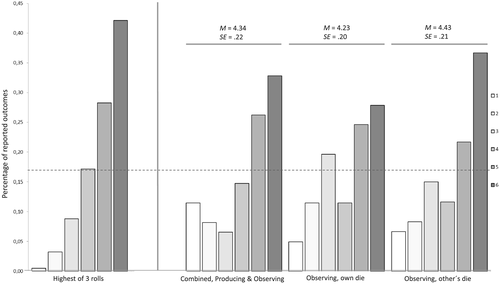 0,45
0,40
0,35
0,30
0,25
0,20
0,15
0,10
0,05
0,00
Percentage of reported outcomes
M = 4.34
SE = .22
M = 4.23
SE = .20
M = 4.43
SE = .21
1
2
3
4
5
6
Highest of 3 rolls
Combined, Producing & Observing
Observing, own die
Observing, other´s die